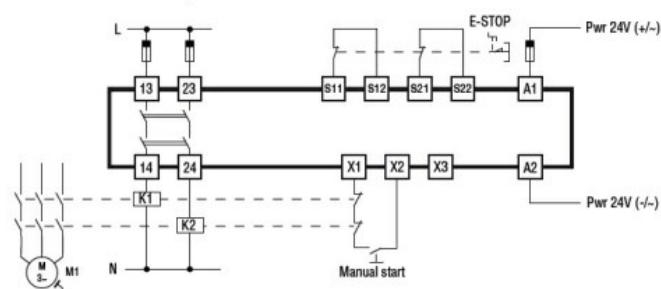 E-STOP
L
Pwr 24V (+/~)
13 23 S11 S12 S21 S22 A1
14 24 X1 X2 X3 A2
K1
K2
Pwr 24V (-/~)
M
3~
M1
N
Manual start